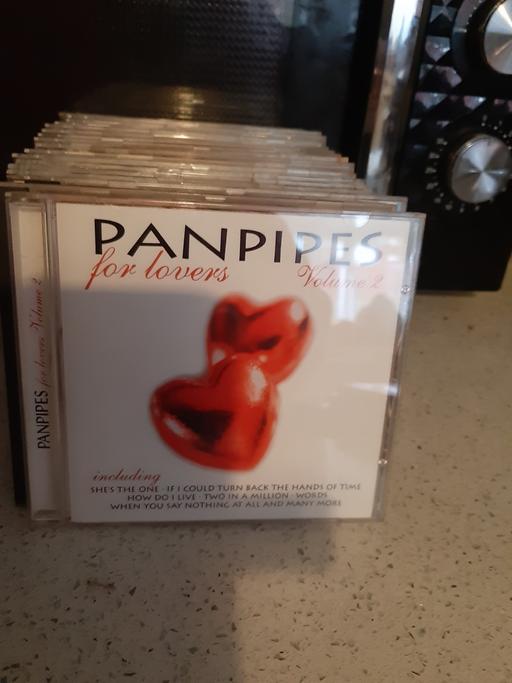 PANPIPES
for lovers Volume 2
including
SHE'S THE ONE · IF I COULD TURN BACK THE HANDS OF TIME
HOW DO I LIVE · TWO IN A MILLION · WORDS
WHEN YOU SAY NOTHING AT ALL AND MANY MORE
PANPIPES for lovers Volume 2